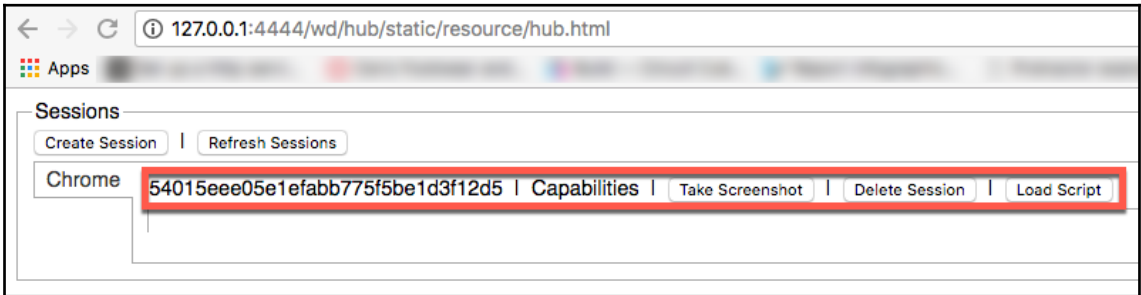 127.0.0.1:4444/wd/hub/static/resource/hub.html
Apps
Sessions
Create Session | Refresh Sessions
Chrome 54015eee05e1efabb775f5be1d3f12d5 | Capabilities | Take Screenshot | Delete Session | Load Script